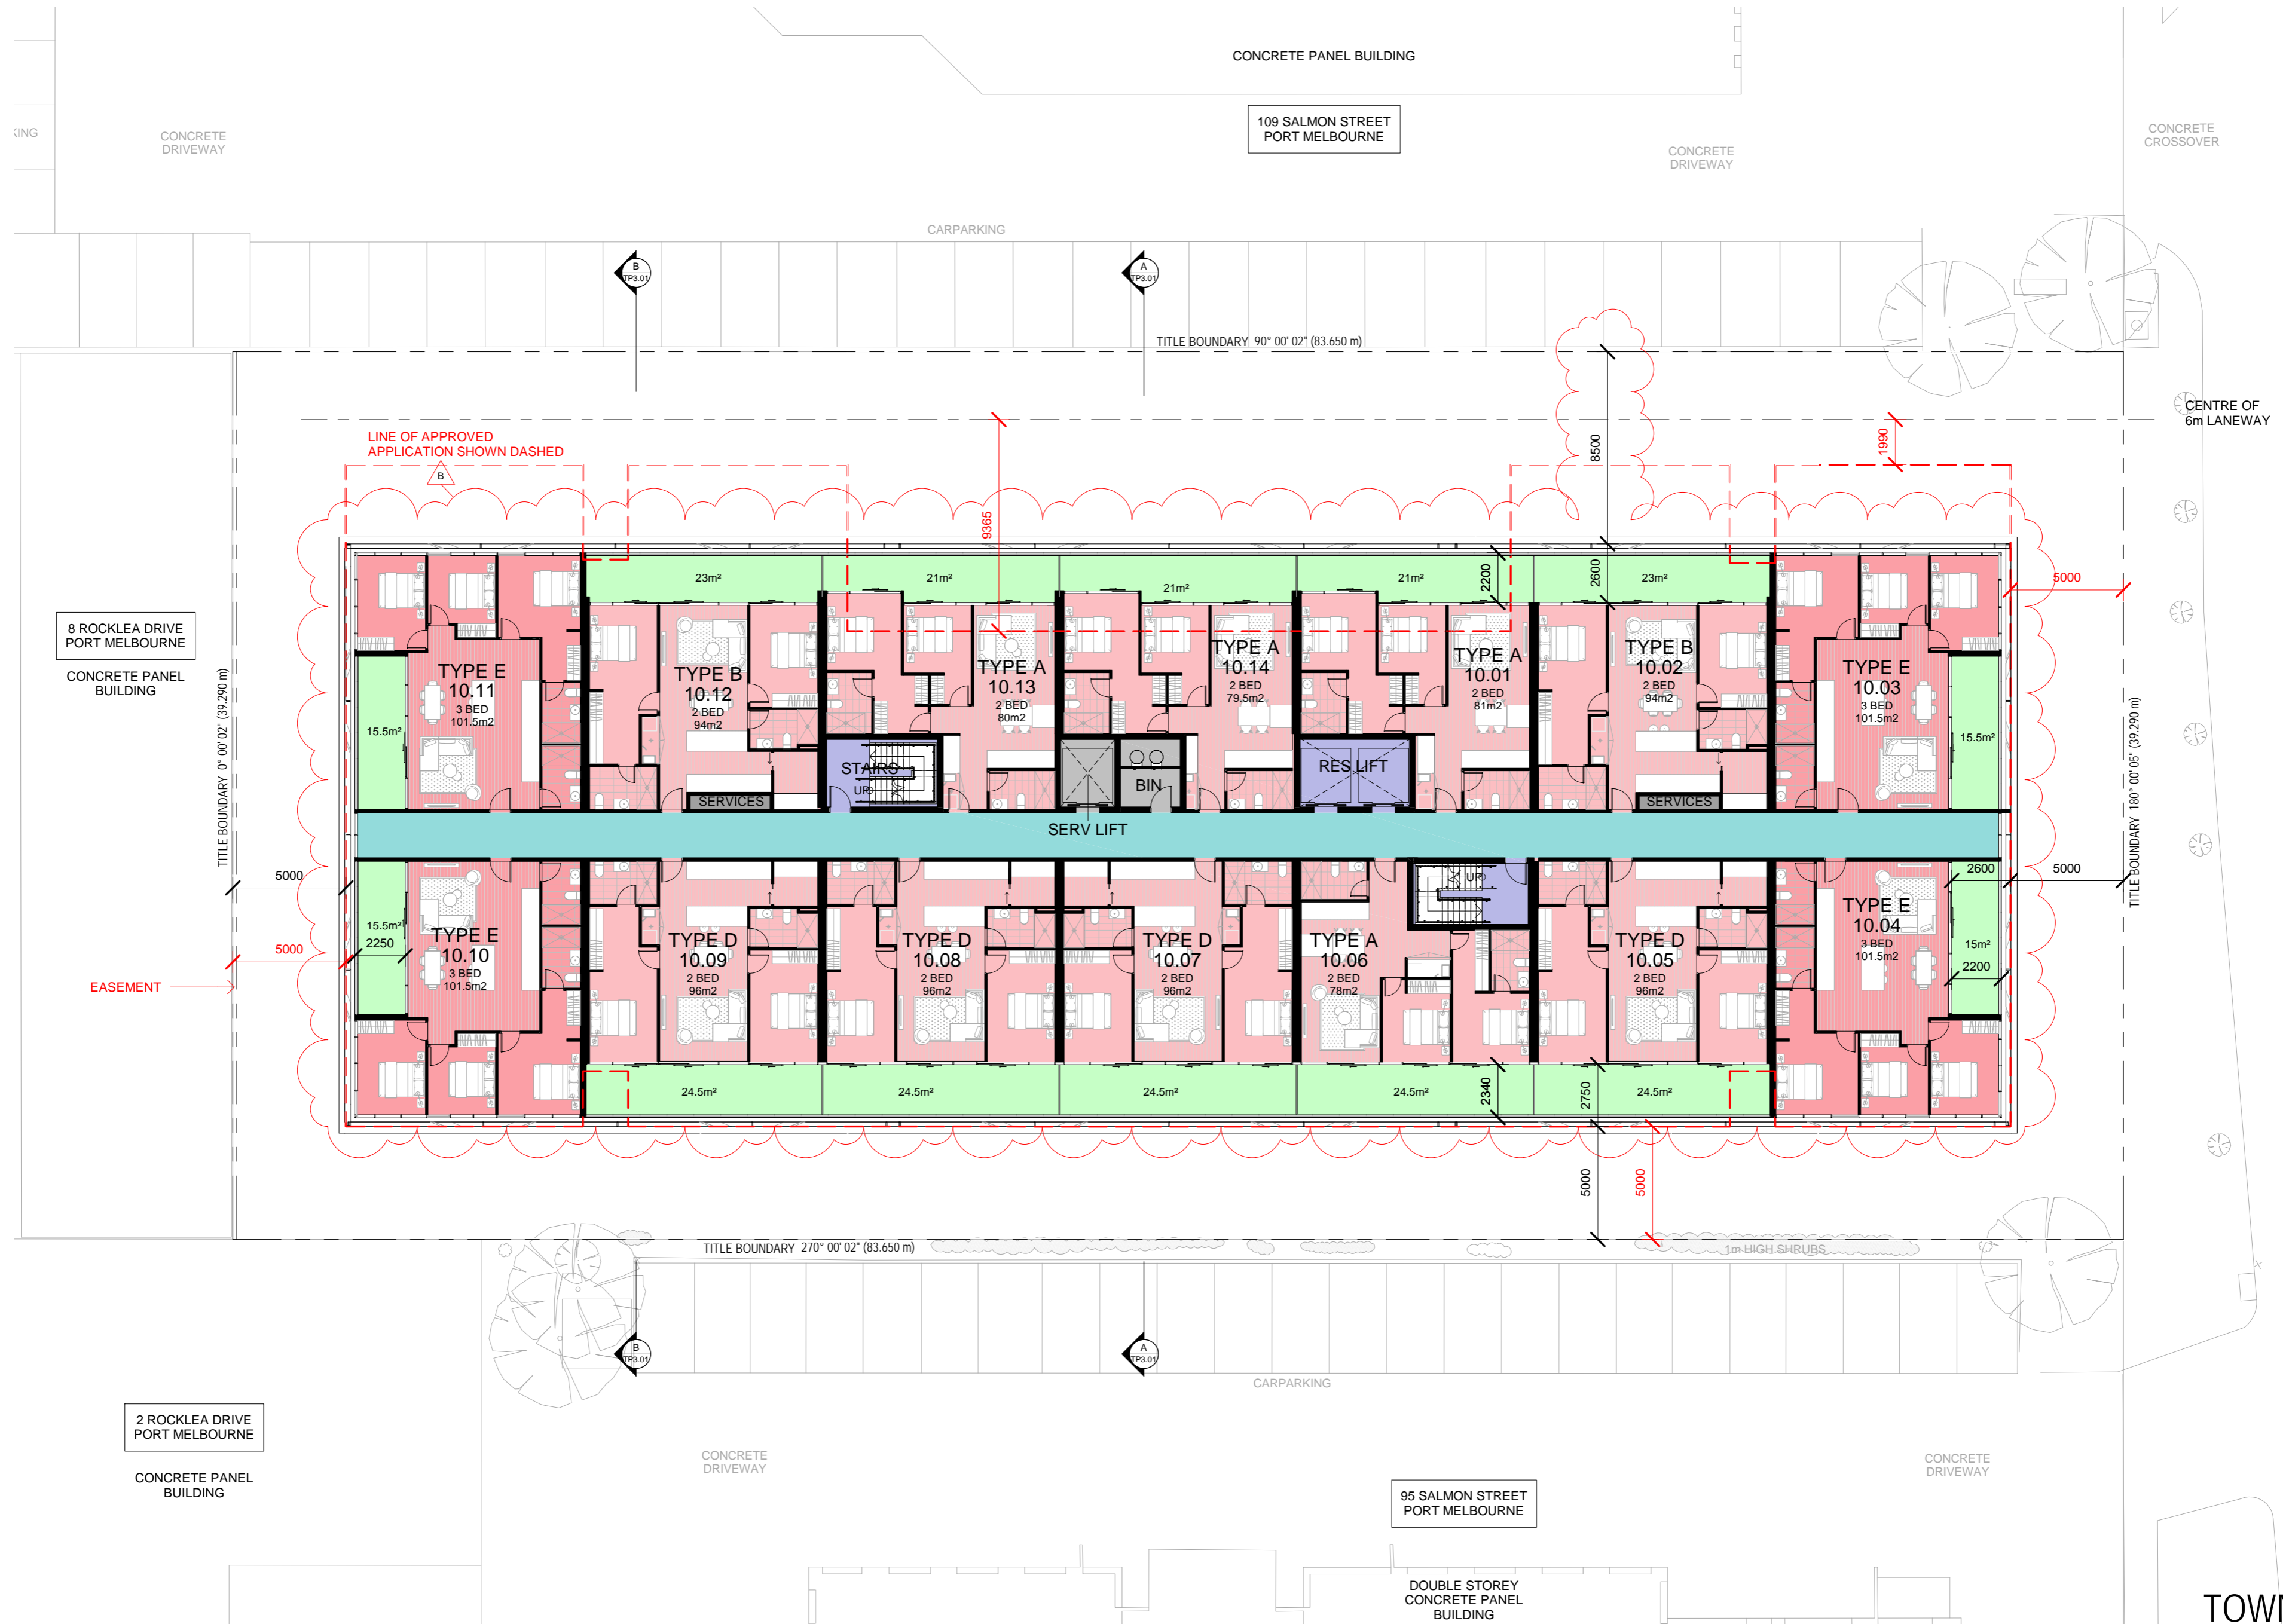 CONCRETE PANEL BUILDING
109 SALMON STREET
PORT MELBOURNE
CONCRETE
DRIVEWAY
CONCRETE
DRIVEWAY
CONCRETE
CROSSOVER
CARPARKING
B
TP3.01
A
TP3.01
TITLE BOUNDARY 90° 00' 02" (83.650 m)
CENTRE OF
6m LANEWAY
LINE OF APPROVED
APPLICATION SHOWN DASHED
B
8500
1990
9365
2200
2600
5000
8 ROCKLEA DRIVE
PORT MELBOURNE
CONCRETE PANEL
BUILDING
TITLE BOUNDARY 0° 00' 02" (39.290 m)
TITLE BOUNDARY 180° 00' 05" (39.290 m)
23m²
21m²
21m²
21m²
23m²
TYPE E
10.11
3 BED
101.5m2
15.5m²
TYPE B
10.12
2 BED
94m2
TYPE A
10.13
2 BED
80m2
TYPE A
10.14
2 BED
79.5m2
TYPE A
10.01
2 BED
81m2
TYPE B
10.02
2 BED
94m2
TYPE E
10.03
3 BED
101.5m2
15.5m²
STAIRS
UP
SERVICES
BIN
RES LIFT
SERVICES
SERV LIFT
5000
5000
EASEMENT
15.5m²
2250
TYPE E
10.10
3 BED
101.5m2
TYPE D
10.09
2 BED
96m2
TYPE D
10.08
2 BED
96m2
TYPE D
10.07
2 BED
96m2
TYPE A
10.06
2 BED
78m2
UP
TYPE D
10.05
2 BED
96m2
TYPE E
10.04
3 BED
101.5m2
2600
5000
15m²
2200
24.5m²
24.5m²
24.5m²
24.5m²
24.5m²
2340
2750
5000
5000
TITLE BOUNDARY 270° 00' 02" (83.650 m)
1m HIGH SHRUBS
B
TP3.01
A
TP3.01
CARPARKING
2 ROCKLEA DRIVE
PORT MELBOURNE
CONCRETE PANEL
BUILDING
CONCRETE
DRIVEWAY
95 SALMON STREET
PORT MELBOURNE
CONCRETE
DRIVEWAY
DOUBLE STOREY
CONCRETE PANEL
BUILDING